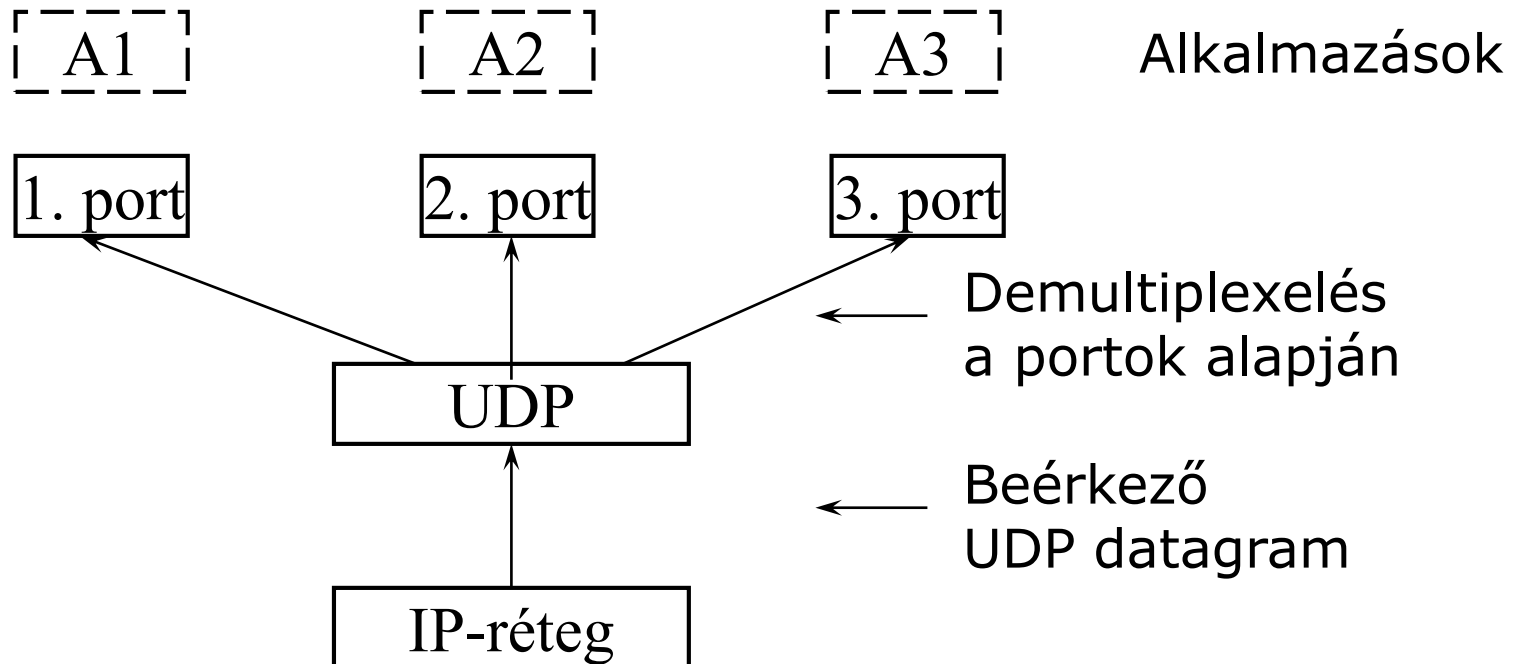 A1 A2 A3 Alkalmazások
1. port 2. port 3. port
Demultiplexelés
a portok alapján
UDP
Beérkező
UDP datagram
IP-réteg